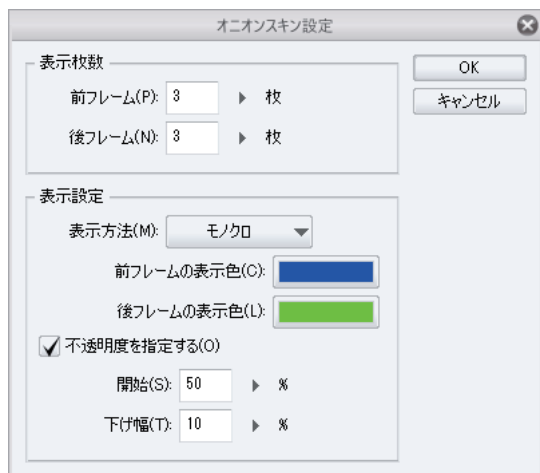 オニオンスキン設定
表示枚数
前フレーム(P): 3 枚
後フレーム(N): 3 枚
OK
キャンセル
表示設定
表示方法(M): モノクロ
前フレームの表示色(C):
後フレームの表示色(L):
不透明度を指定する(O)
開始(S): 50 %
下げ幅(T): 10 %